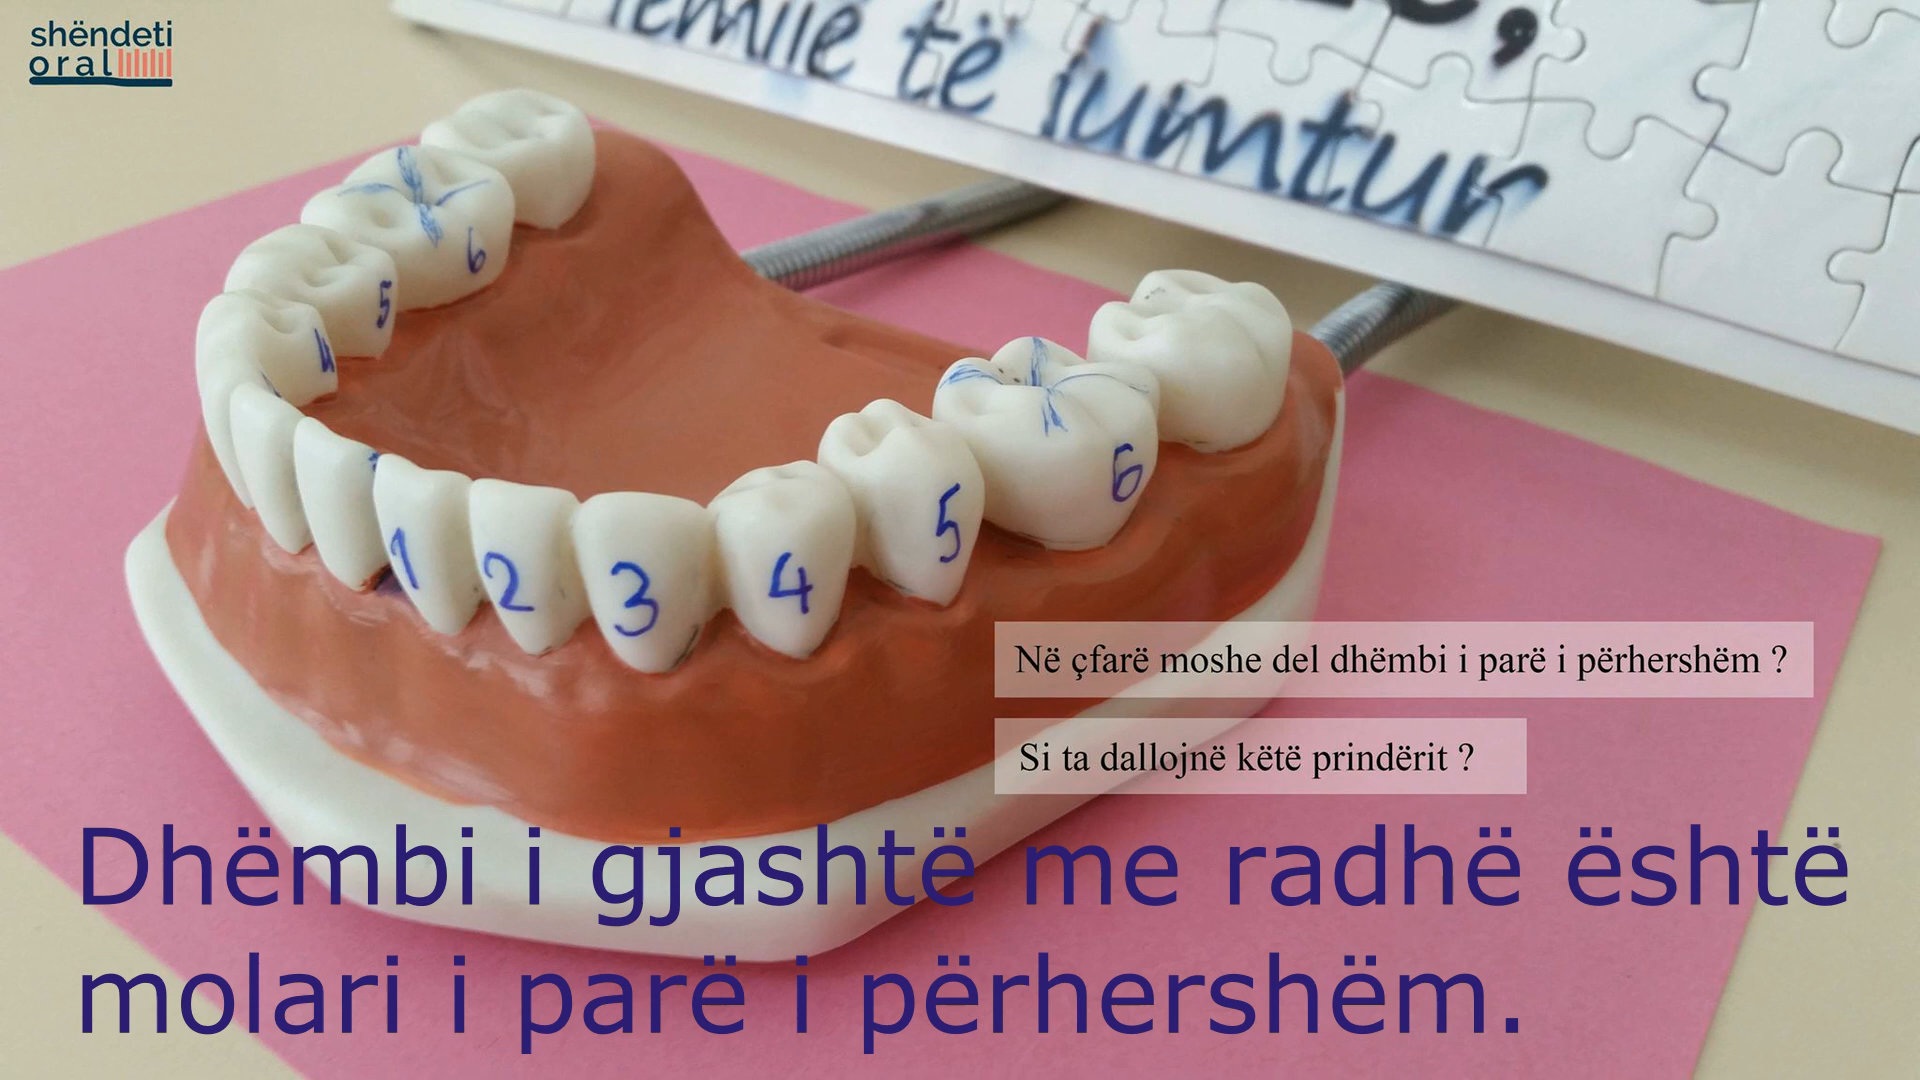 shëndeti
oral
të lumtur
6
5
4
1
2
3
4
5
6
Në çfarë moshe del dhëmbi i parë i përhershëm ?
Si ta dallojnë këtë prindërit ?
Dhëmbi i gjashtë me radhë është
molari i parë i përhershëm.